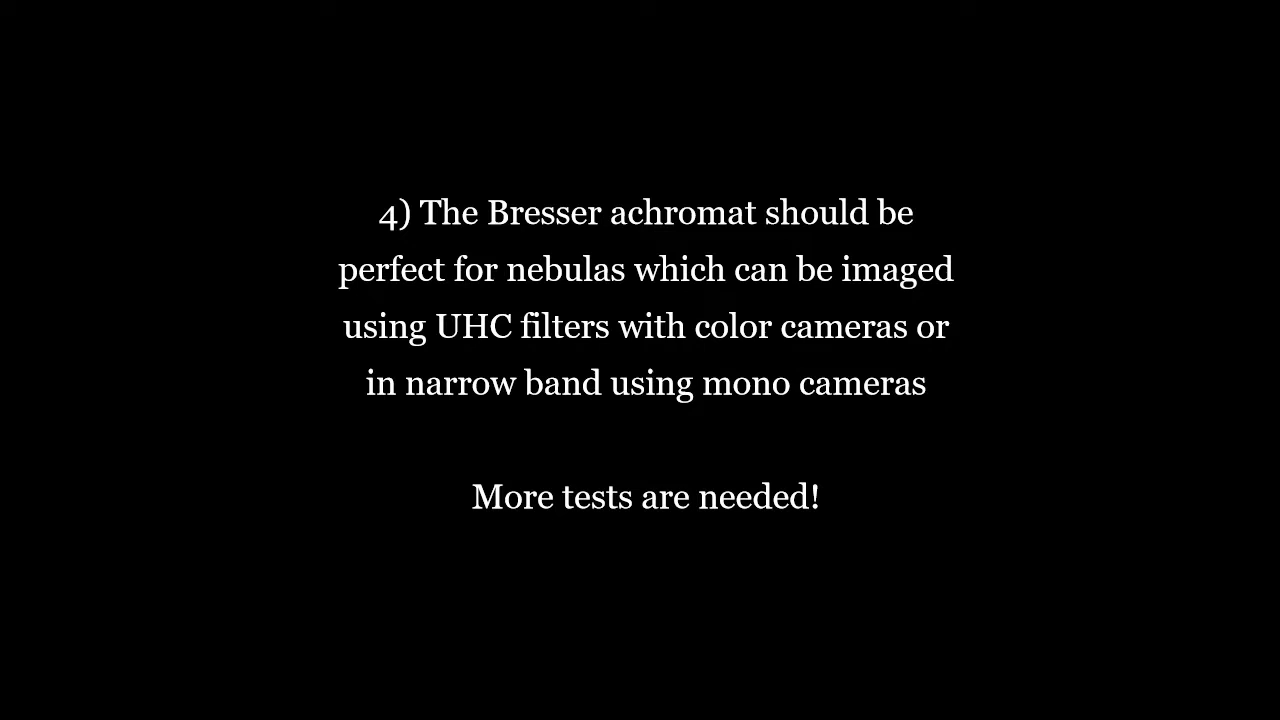 4) The Bresser achromat should be
perfect for nebulas which can be imaged
using UHC filters with color cameras or
in narrow band using mono cameras
More tests are needed!